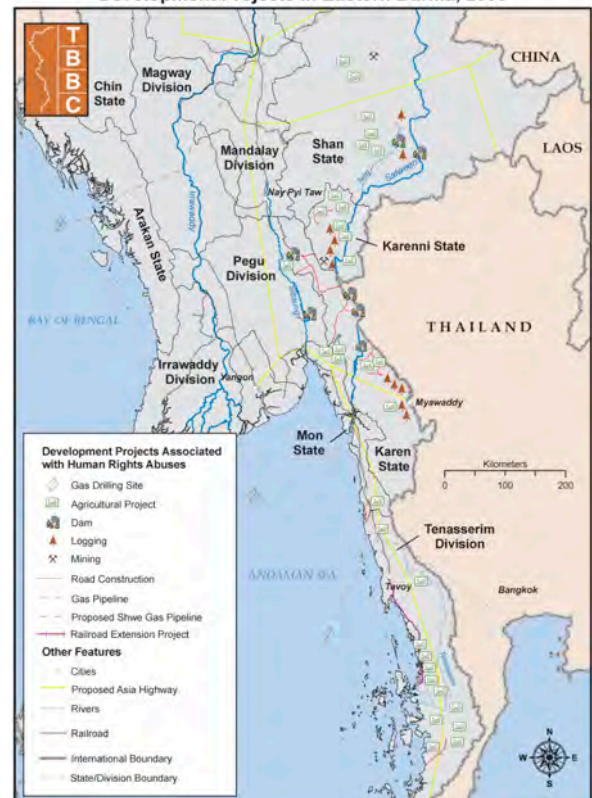 T
B
B
C
CHINA
LAOS
Chin
State
Magway
Division
Mandalay
Division
Shan
State
Nay Pyi Taw
Salween
Irrawaddy
Arakan State
Karenni State
Pegu
Division
BAY OF BENGAL
THAILAND
Irrawaddy
Division
Yangon
Myawaddy
Mon
State
Karen
State
Kilometers
0 100 200
Tenasserim
Division
ANDAMAN SEA
Tavoy
Bangkok
Development Projects Associated
with Human Rights Abuses
Gas Drilling Site
Agricultural Project
Dam
Logging
Mining
Road Construction
Gas Pipeline
Proposed Shwe Gas Pipeline
Railroad Extension Project
Other Features
Cities
Proposed Asia Highway
Rivers
Railroad
International Boundary
State/Division Boundary
N
W E
S